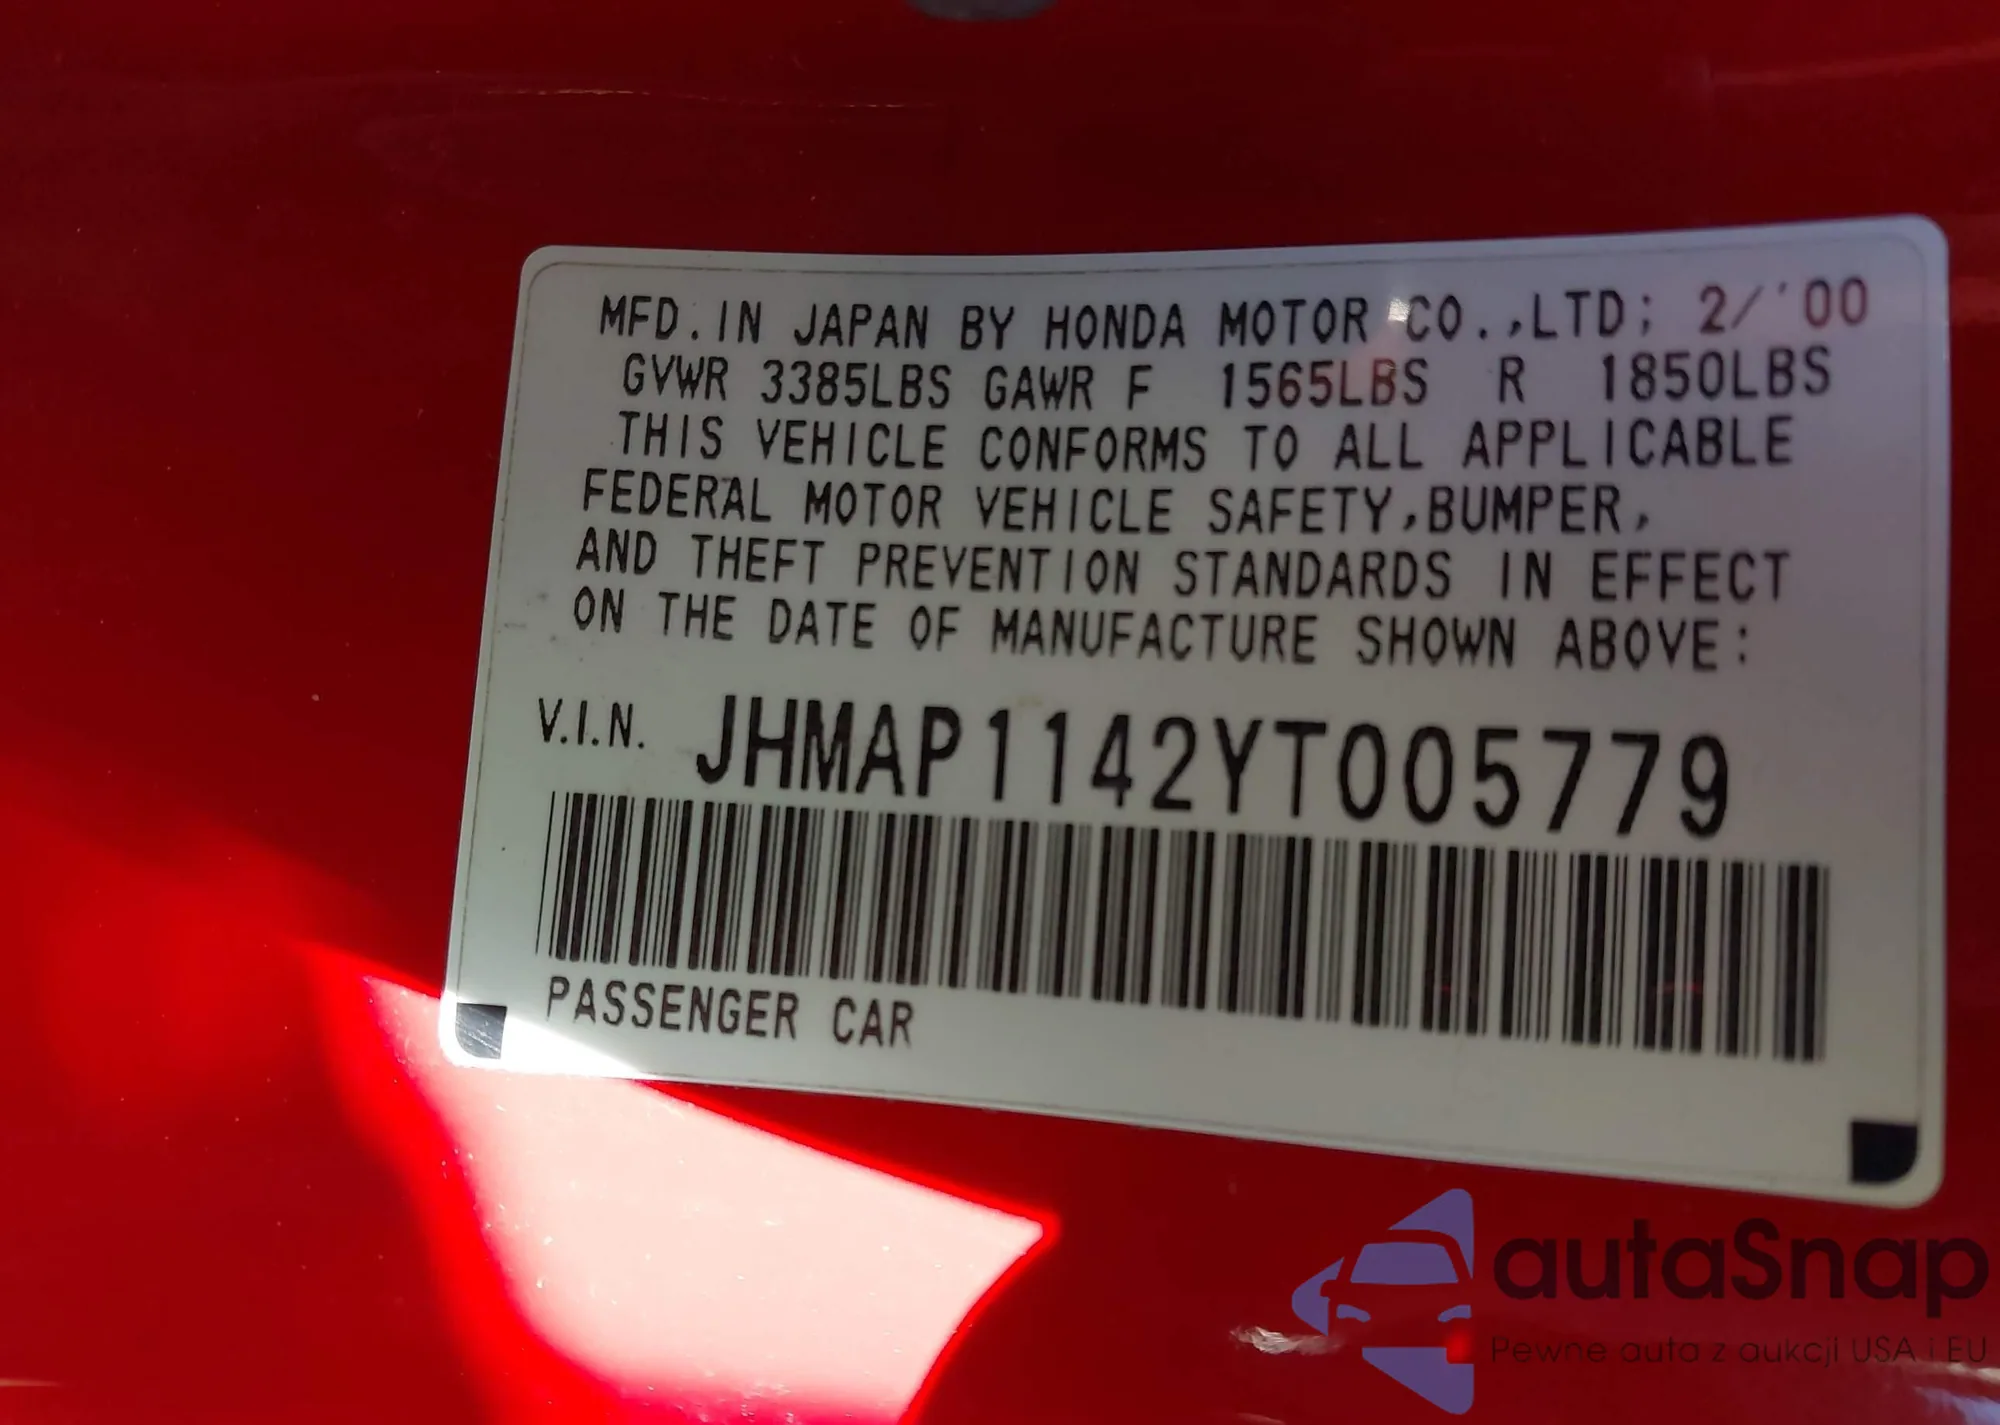 MFD. IN JAPAN BY HONDA MOTOR CO.,LTD; 2/'00
GVWR 3385LBS GAWR F 1565LBS R 1850LBS
THIS VEHICLE CONFORMS TO ALL APPLICABLE
FEDERAL MOTOR VEHICLE SAFETY,BUMPER,
AND THEFT PREVENTION STANDARDS IN EFFECT
ON THE DATE OF MANUFACTURE SHOWN ABOVE:
V.I.N. JHMAP1142YT005779
PASSENGER CAR
autaSnap
Pewne auta z aukcji USA i EU